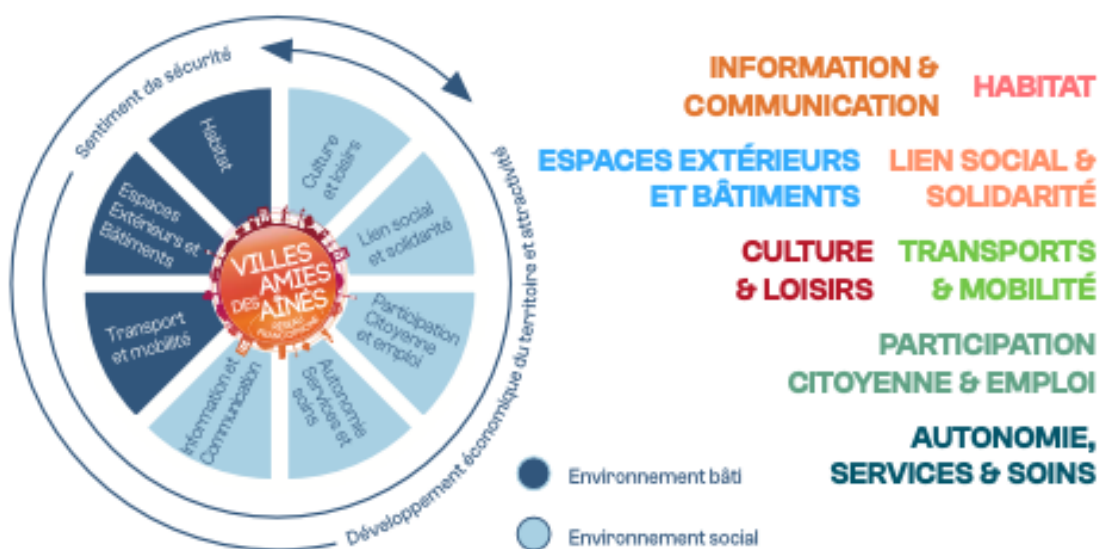 Sentiment de sécurité
Développement économique du territoire et attractivité
Habitat
Culture
et loisirs
Lien social
et solidarité
Participation
Citoyenne
et emploi
Autonomie
Services et
soins
Information et
Communication
Transport
et mobilité
Espaces
Extérieurs et
Bâtiments
VILLES
AMIES
DES AÎNÉS
RÉSEAU
FRANCOPHONE
Environnement bâti
Environnement social
INFORMATION &
COMMUNICATION
HABITAT
ESPACES EXTÉRIEURS
ET BÂTIMENTS
LIEN SOCIAL &
SOLIDARITÉ
CULTURE
& LOISIRS
TRANSPORTS
& MOBILITÉ
PARTICIPATION
CITOYENNE & EMPLOI
AUTONOMIE,
SERVICES & SOINS